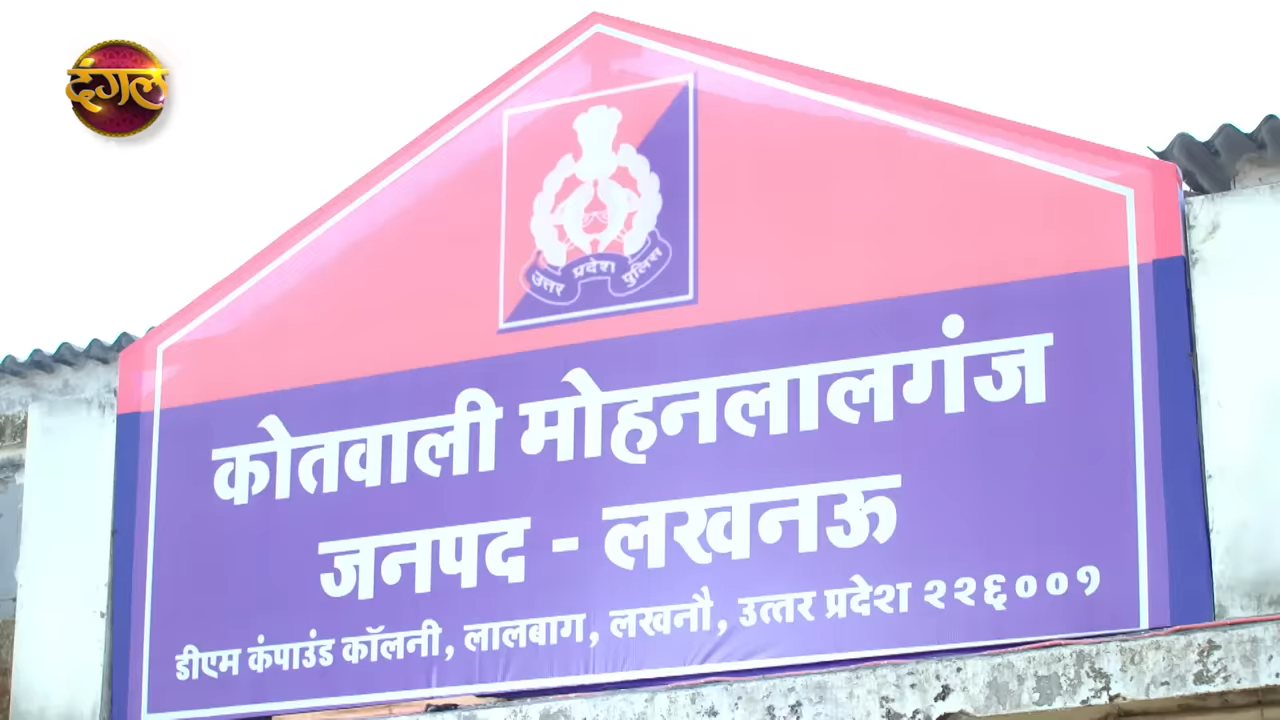 दंगल
उत्तर प्रदेश पुलिस
कोतवाली मोहनलालगंज
जनपद - लखनऊ
डीएम कंपाउंड कॉलनी, लालबाग, लखनौ, उत्तर प्रदेश २२६००१